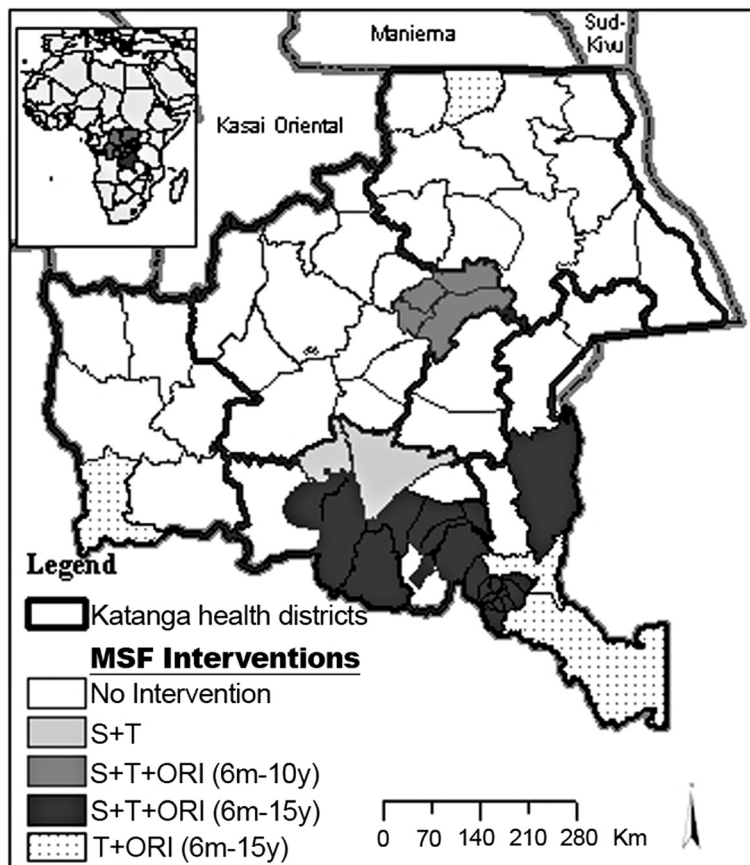 Maniema
Sud-
Kivu
Kasai Oriental
Legend
Katanga health districts
MSF Interventions
No Intervention
S+T
S+T+ORI (6m-10y)
S+T+ORI (6m-15y)
T+ORI (6m-15y)
0 70 140 210 280 Km